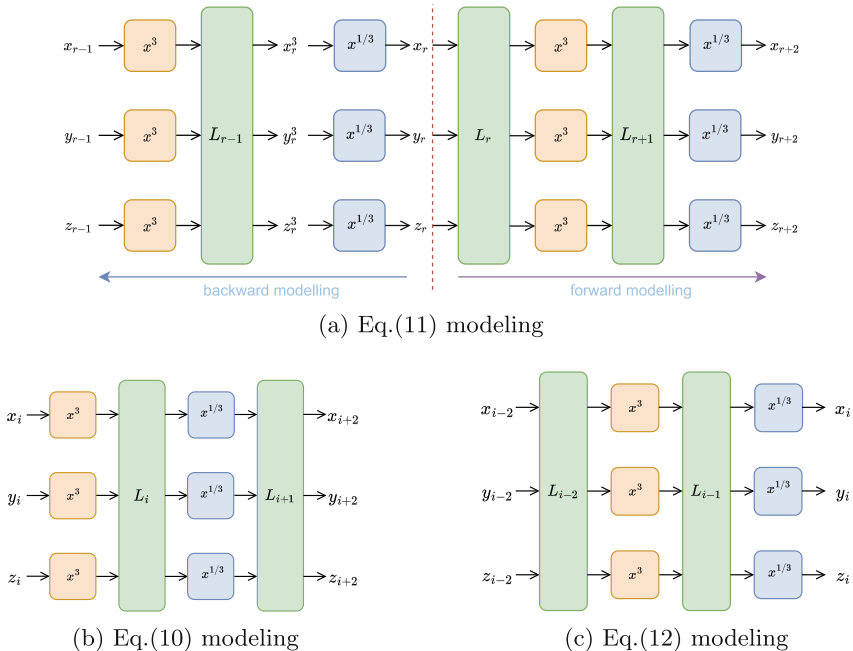 x_{r-1} x^3 x_r^3 x^{1/3} x_r x^3 x^{1/3} x_{r+2}
y_{r-1} x^3 L_{r-1} y_r^3 x^{1/3} y_r L_r x^3 L_{r+1} x^{1/3} y_{r+2}
z_{r-1} x^3 z_r^3 x^{1/3} z_r x^3 x^{1/3} z_{r+2}
backward modelling forward modelling
(a) Eq.(11) modeling
x_i x^3 x^{1/3} x_{i+2}
y_i x^3 L_i x^{1/3} L_{i+1} y_{i+2}
z_i x^3 x^{1/3} z_{i+2}
(b) Eq.(10) modeling
x_{i-2} x^3 x^{1/3} x_i
y_{i-2} L_{i-2} x^3 L_{i-1} x^{1/3} y_i
z_{i-2} x^3 x^{1/3} z_i
(c) Eq.(12) modeling